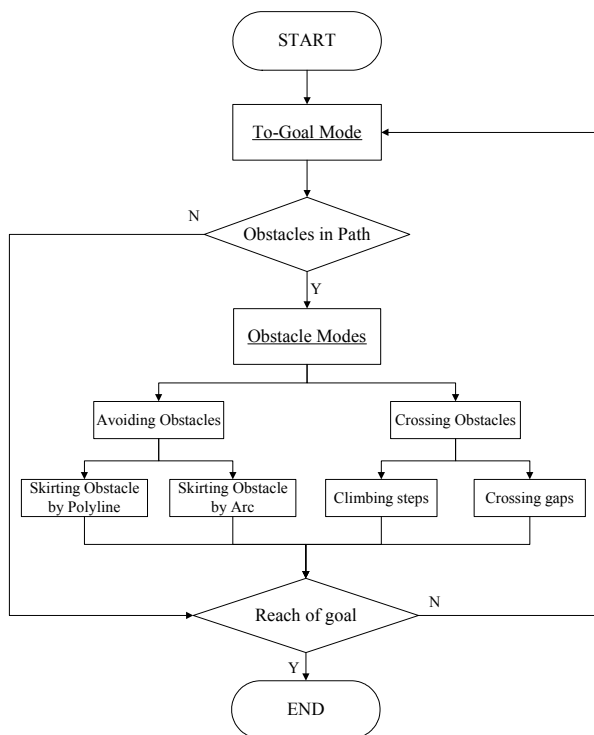 START
To-Goal Mode
N
Obstacles in Path
Y
Obstacle Modes
Avoiding Obstacles
Crossing Obstacles
Skirting Obstacle
by Polyline
Skirting Obstacle
by Arc
Climbing steps
Crossing gaps
Reach of goal
N
Y
END